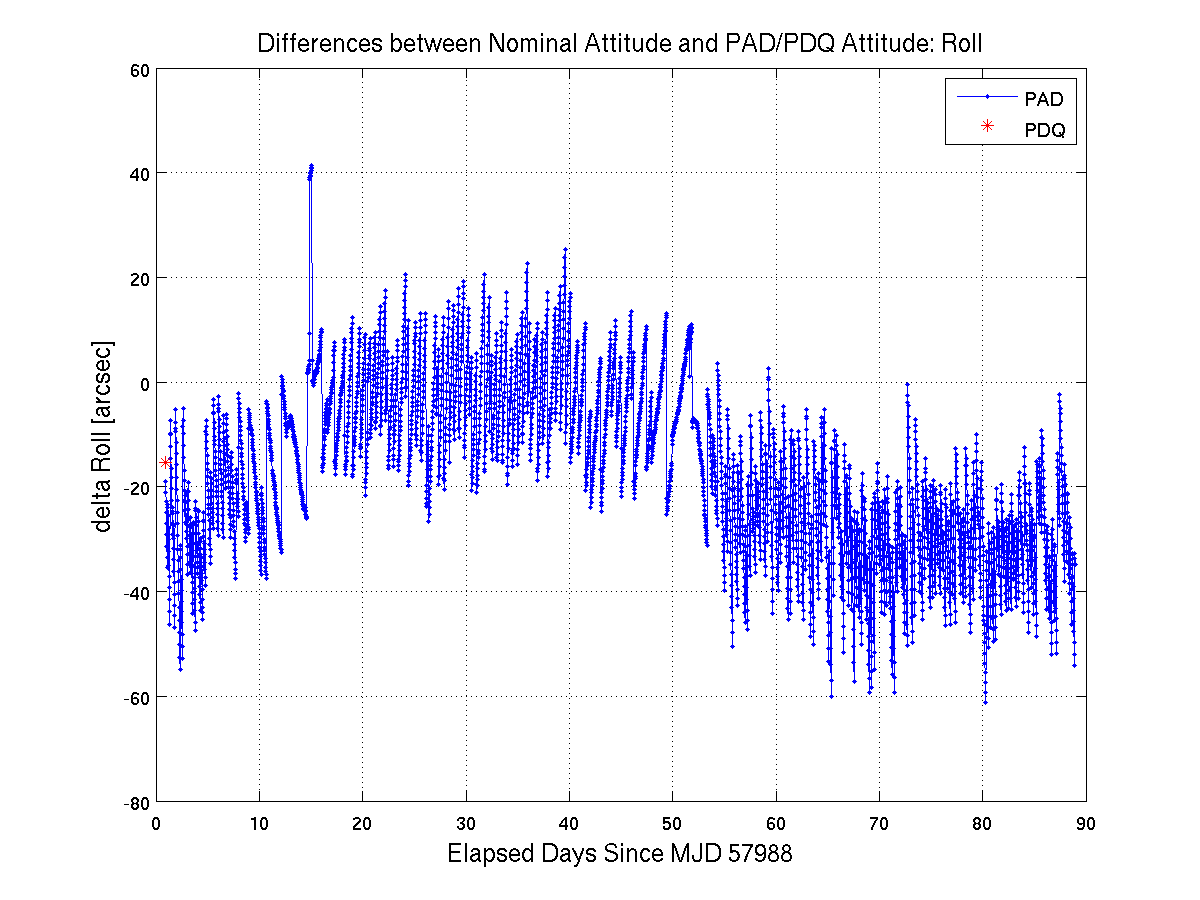 Differences between Nominal Attitude and PAD/PDQ Attitude: Roll
60
40
20
0
-20
-40
-60
-80
delta Roll [arcsec]
PAD
PDQ
0 10 20 30 40 50 60 70 80 90
Elapsed Days Since MJD 57988